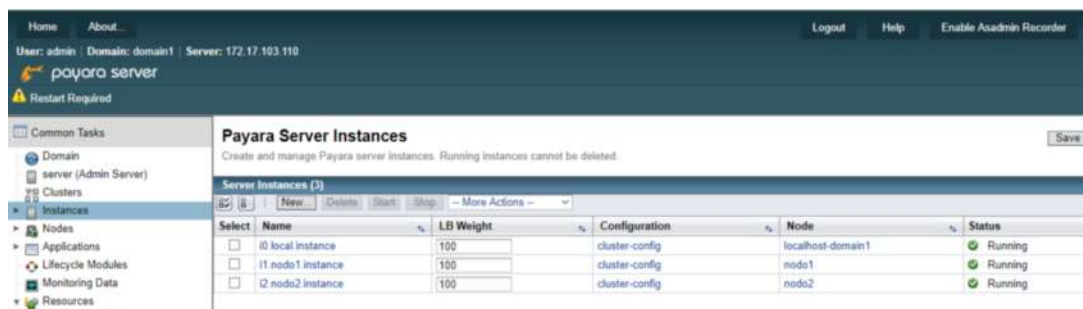 Home About...
Logout Help Enable Asadmin Recorder
User: admin Domain: domain1 Server: 172.17.103.110
payara server
Restart Required
Common Tasks
Domain
server (Admin Server)
Clusters
Instances
Nodes
Applications
Lifecycle Modules
Monitoring Data
Resources
Payara Server Instances
Save
Create and manage Payara server instances. Running instances cannot be deleted.
Server Instances (3)
New... Delete Start Stop -- More Actions --
Select Name LB Weight Configuration Node Status
i0.local.instance 100 cluster-config localhost-domain1 Running
i1.nodo1.instance 100 cluster-config nodo1 Running
i2.nodo2.instance 100 cluster-config nodo2 Running